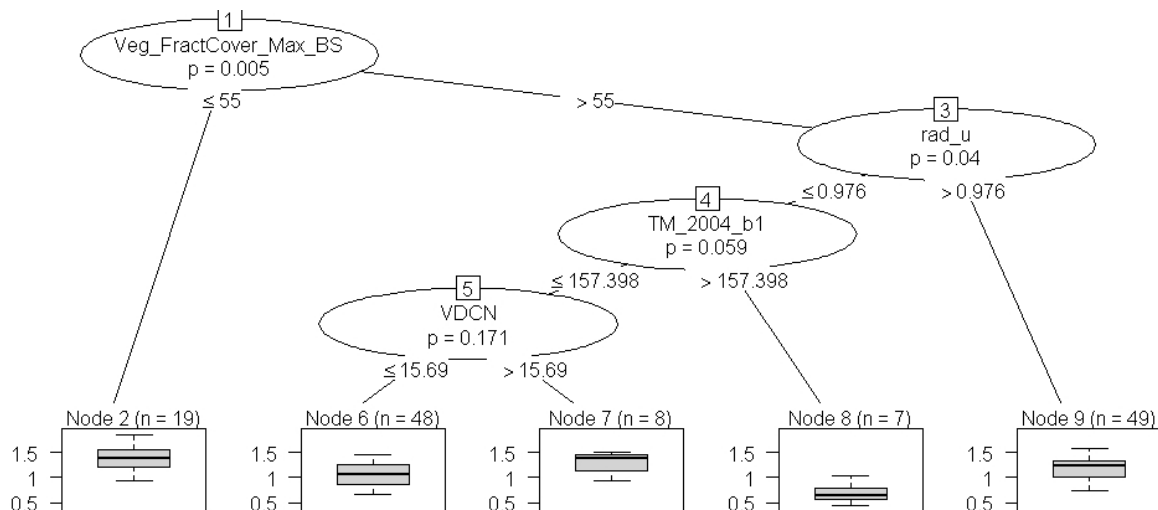 1
Veg_FractCover_Max_BS
p = 0.005
≤ 55
> 55
3
rad_u
p = 0.04
≤0.976
> 0.976
4
TM_2004_b1
p = 0.059
≤ 157.398
> 157.398
5
VDCN
p = 0.171
≤ 15.69
> 15.69
Node 2 (n = 19)
1.5
1
0.5
Node 6 (n = 48)
1.5
1
0.5
Node 7 (n = 8)
1.5
1
0.5
Node 8 (n = 7)
1.5
1
0.5
Node 9 (n = 49)
1.5
1
0.5